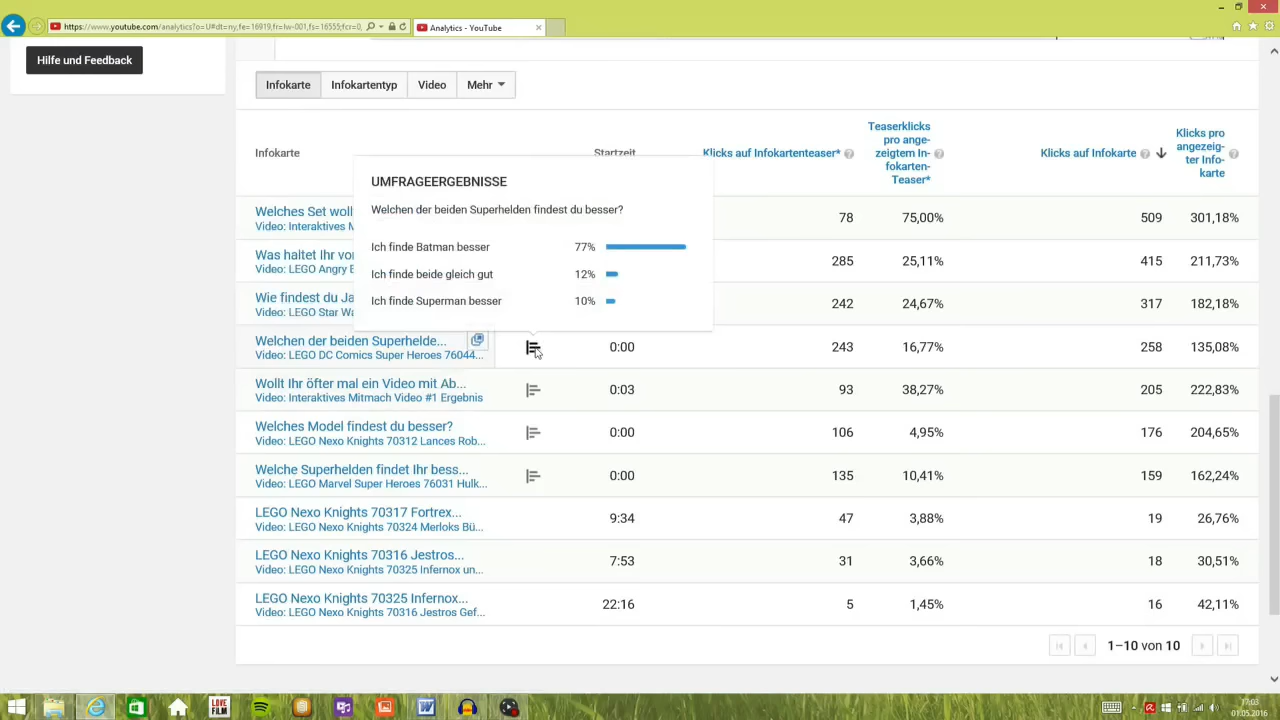 https://www.youtube.com/analytics?o=U#dt=ny,fe=16919,fr=lw-001,fs=16555;fcr=0,
Analytics - YouTube
Hilfe und Feedback
Infokarte Infokartentyp Video Mehr
Infokarte Startzeit Klicks auf Infokartenteaser* Teaserklicks pro ange- zeigtem In- fokarten- Teaser* Klicks auf Infokarte Klicks pro angezeig- ter Info- karte
UMFRAGEERGEBNISSE
Welchen der beiden Superhelden findest du besser?
Ich finde Batman besser 77%
Ich finde beide gleich gut 12%
Ich finde Superman besser 10%
Welches Set woll 78 75,00% 509 301,18%
Video: Interaktives M
Was haltet Ihr vo 285 25,11% 415 211,73%
Video: LEGO Angry B
Wie findest du Ja 242 24,67% 317 182,18%
Video: LEGO Star Wa
Welchen der beiden Superhelde... 0:00 243 16,77% 258 135,08%
Video: LEGO DC Comics Super Heroes 76044...
Wollt Ihr öfter mal ein Video mit Ab... 0:03 93 38,27% 205 222,83%
Video: Interaktives Mitmach Video #1 Ergebnis
Welches Model findest du besser? 0:00 106 4,95% 176 204,65%
Video: LEGO Nexo Knights 70312 Lances Rob...
Welche Superhelden findet Ihr bess... 0:00 135 10,41% 159 162,24%
Video: LEGO Marvel Super Heroes 76031 Hulk...
LEGO Nexo Knights 70317 Fortrex... 9:34 47 3,88% 19 26,76%
Video: LEGO Nexo Knights 70324 Merloks Bü...
LEGO Nexo Knights 70316 Jestros... 7:53 31 3,66% 18 30,51%
Video: LEGO Nexo Knights 70325 Infernox un...
LEGO Nexo Knights 70325 Infernox... 22:16 5 1,45% 16 42,11%
Video: LEGO Nexo Knights 70316 Jestros Gef...
1–10 von 10
LOVE
FILM
17:03
01.05.2016